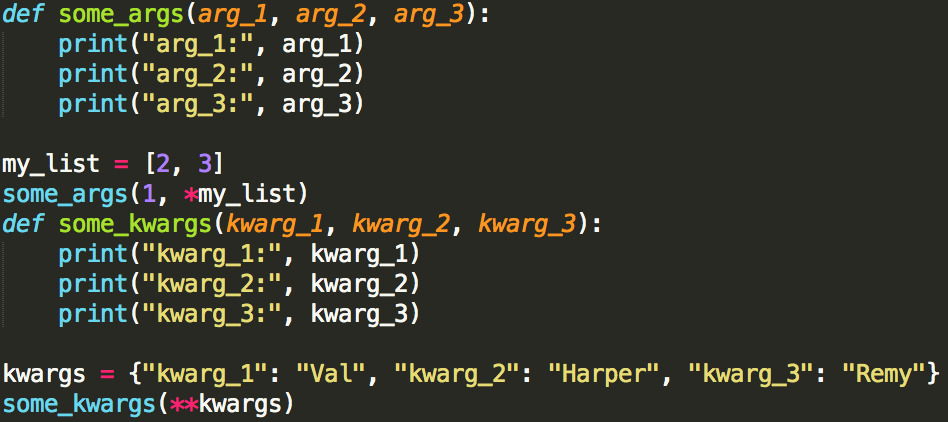 def some_args(arg_1, arg_2, arg_3):
    print("arg_1:", arg_1)
    print("arg_2:", arg_2)
    print("arg_3:", arg_3)

my_list = [2, 3]
some_args(1, *my_list)
def some_kwargs(kwarg_1, kwarg_2, kwarg_3):
    print("kwarg_1:", kwarg_1)
    print("kwarg_2:", kwarg_2)
    print("kwarg_3:", kwarg_3)

kwargs = {"kwarg_1": "Val", "kwarg_2": "Harper", "kwarg_3": "Remy"}
some_kwargs(**kwargs)